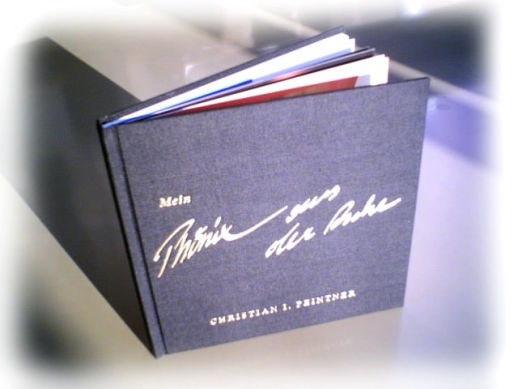 Mein
Phönix aus
der Asche
CHRISTIAN I. PEINTNER